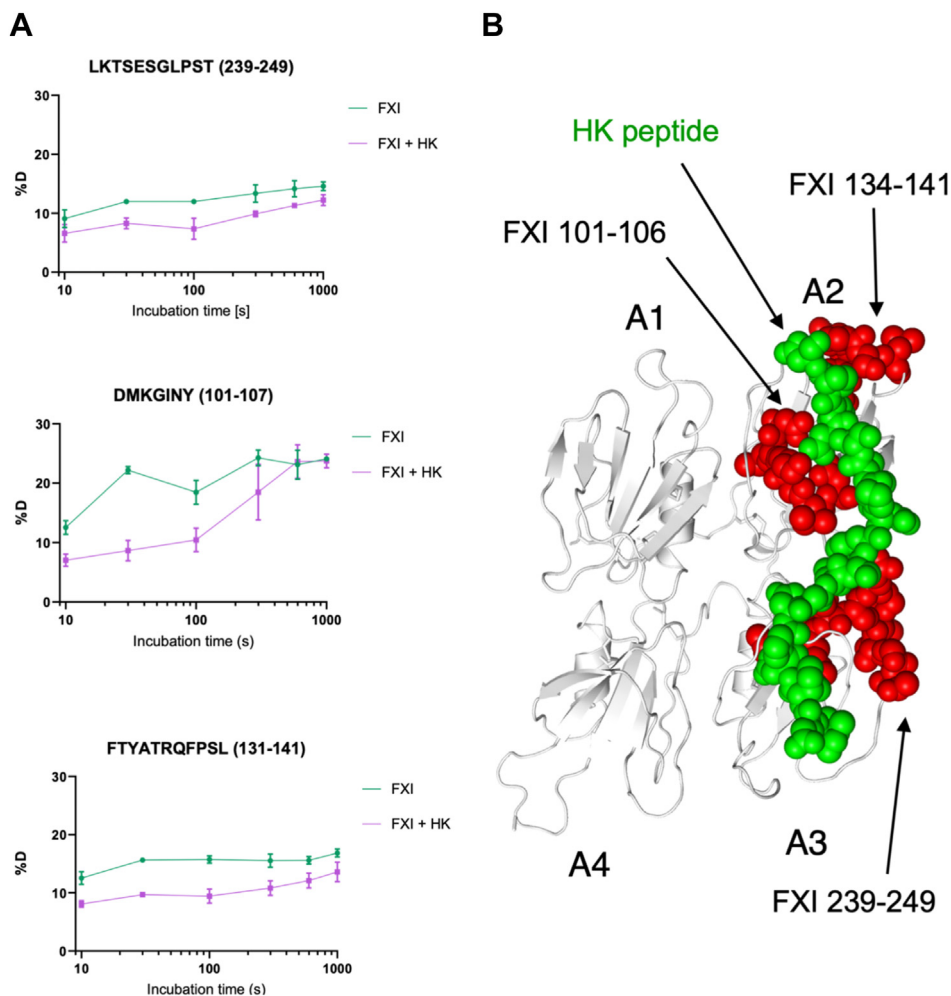 A
LKTSESGLPST (239-249)
30
20
10
0
%D
10
100
1000
Incubation time [s]
FXI
FXI + HK
DMKGINY (101-107)
30
20
10
0
%D
10
100
1000
Incubation time (s)
FXI
FXI + HK
FTYATRQFPSL (131-141)
30
20
10
0
%D
10
100
1000
Incubation time (s)
FXI
FXI + HK
B
HK peptide
FXI 134-141
FXI 101-106
A2
A1
A4
A3
FXI 239-249